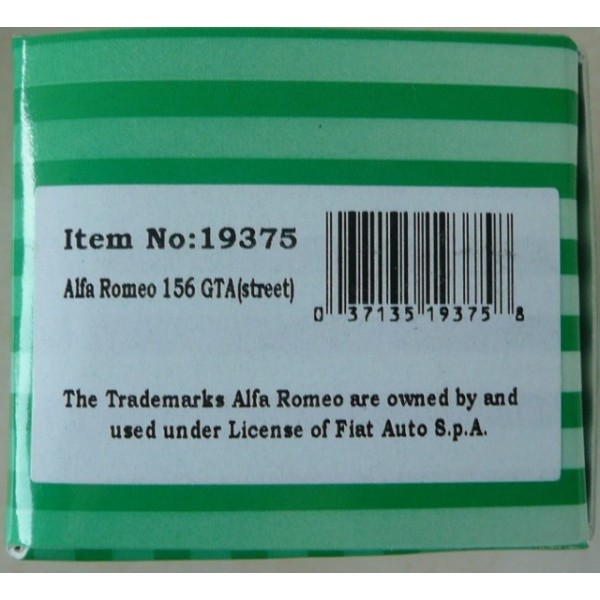 Item No:19375
Alfa Romeo 156 GTA(street)
0 37135 19375 8
The Trademarks Alfa Romeo are owned by and
used under License of Fiat Auto S.p.A.